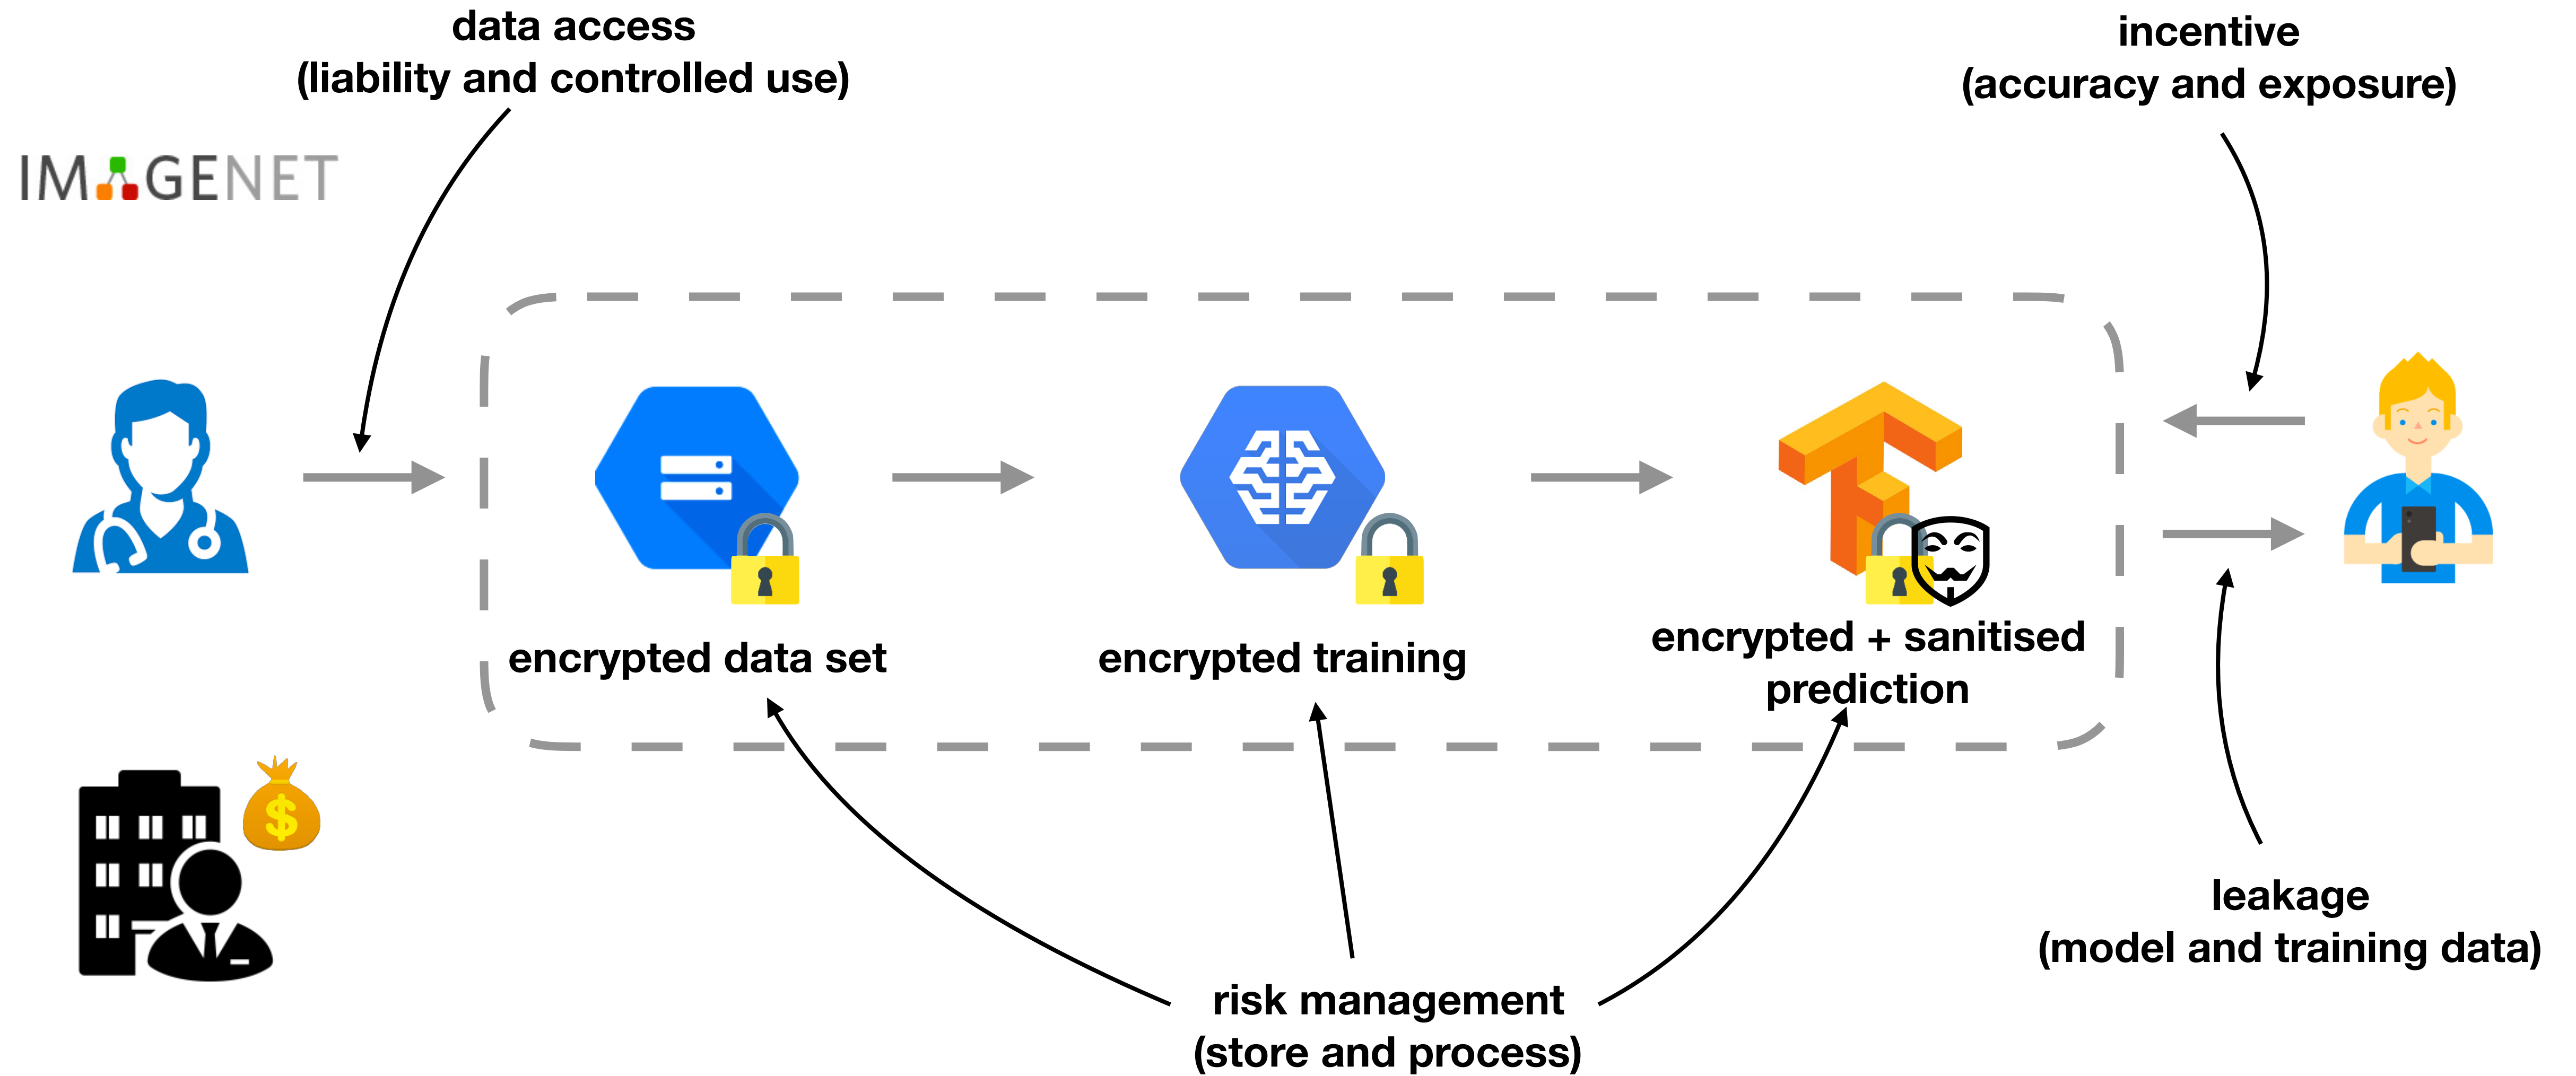 data access
(liability and controlled use)
incentive
(accuracy and exposure)
IMAGENET
$
encrypted data set
encrypted training
encrypted + sanitised
prediction
leakage
(model and training data)
risk management
(store and process)